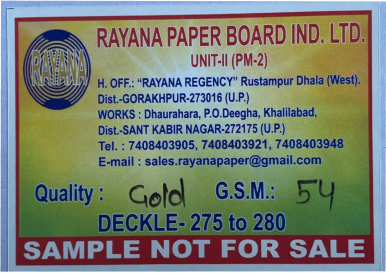 RAYANA PAPER BOARD IND. LTD.
UNIT-II (PM-2)
RAYANA
H. OFF.: "RAYANA REGENCY" Rustampur Dhala (West).
Dist.-GORAKHPUR-273016 (U.P.)
WORKS : Dhaurahara, P.O.Deegha, Khalilabad,
Dist.-SANT KABIR NAGAR-272175 (U.P.)
Tel. : 7408403905, 7408403921, 7408403948
E-mail : sales.rayanapaper@gmail.com
Quality : Gold G.S.M.: 54
DECKLE- 275 to 280
SAMPLE NOT FOR SALE